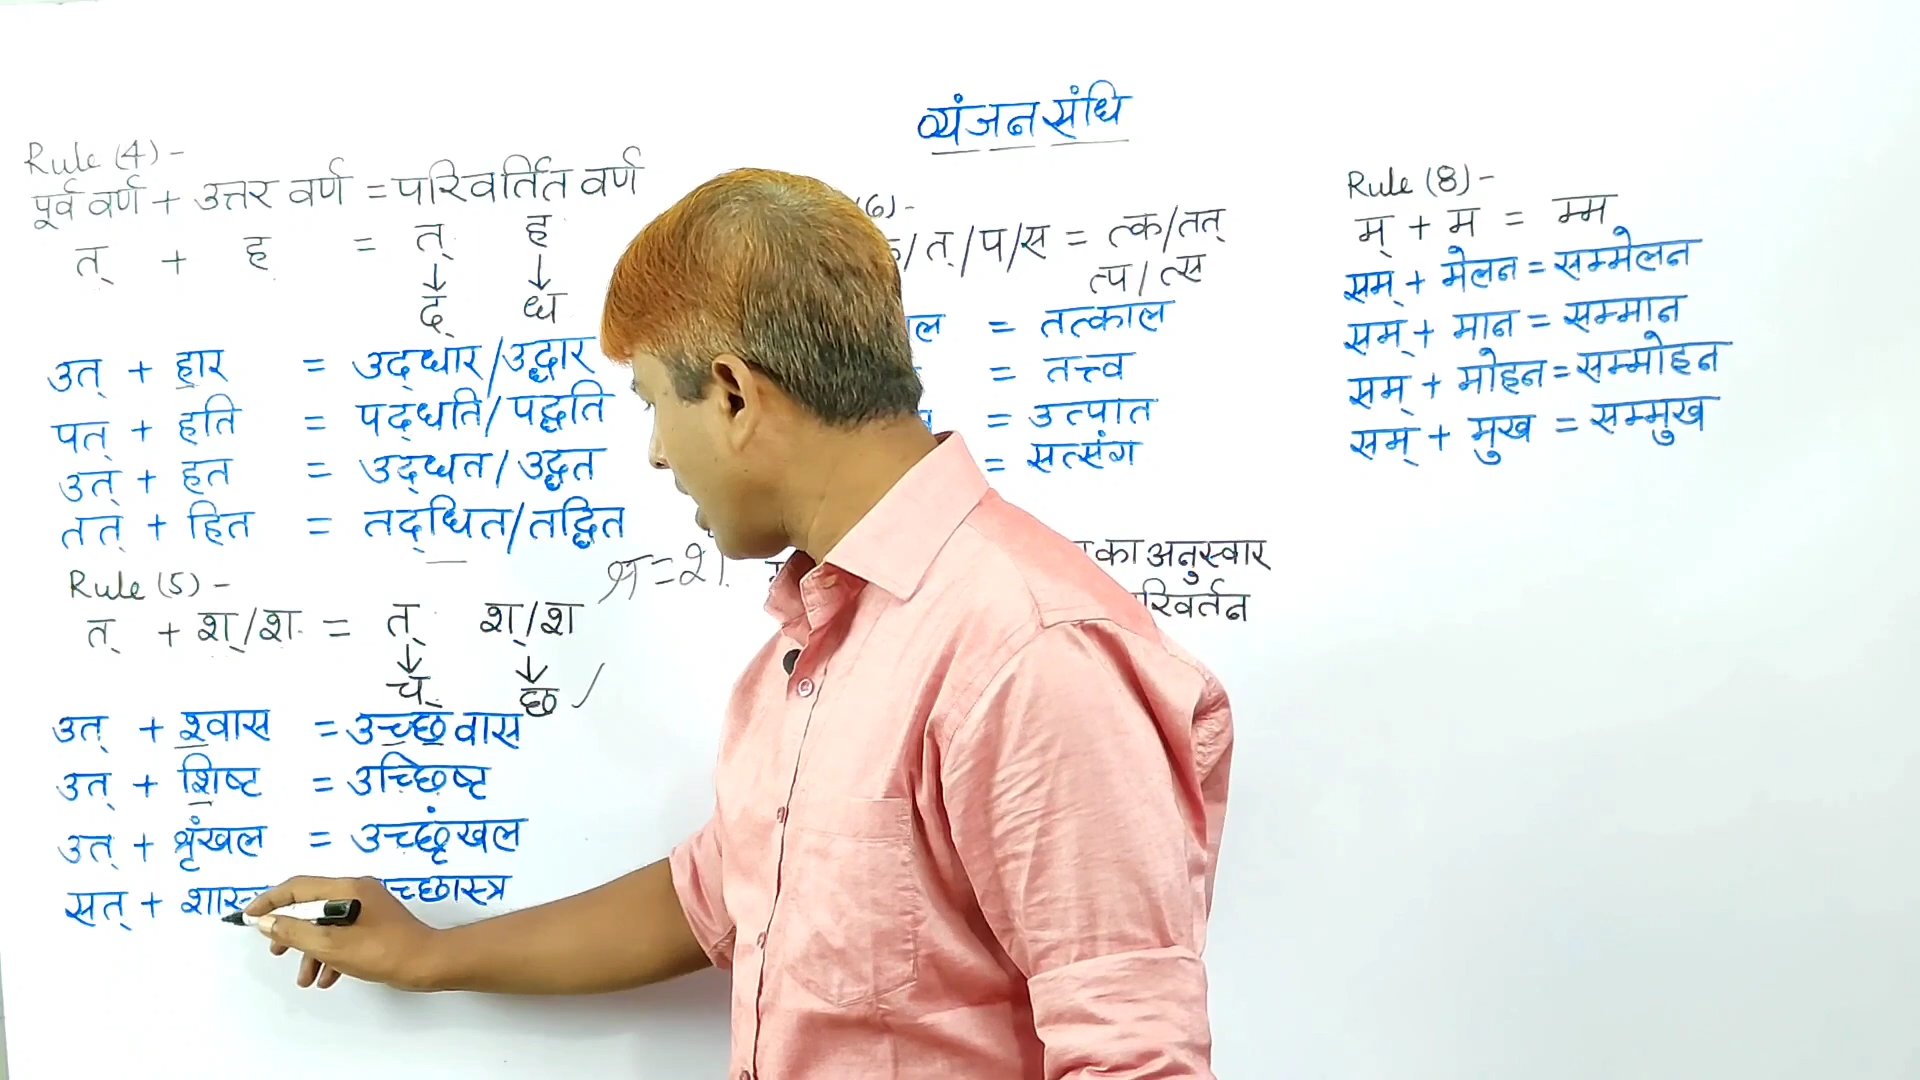 व्यंजन संधि
Rule (4) -
पूर्व वर्ण + उत्तर वर्ण = परिवर्तित वर्ण
त् + ह = त् ह
↓ ↓
द् ध
उत् + हार = उद्धार/उद्धार
पत् + हति = पद्धति/पद्धति
उत् + हत = उद्धत/उद्धत
तत् + हित = तद्धित/तद्धित
Rule (5) -
त् + श्/श = त् श्/श
↓ ↓
च् छ ✓
उत् + श्वास = उच्छवास
उत् + शिष्ट = उच्छिष्ट
उत् + शृंखल = उच्छृंखल
सत् + च्छास्त्र
(6) -
/त्/प/स = त्क/तत्
त्प/त्स
ल = तत्काल
= तत्त्व
= उत्पात
= सत्संग
का अनुस्वार
Rule (8) -
म् + म = म्म
सम् + मेलन = सम्मेलन
सम् + मान = सम्मान
सम् + मोहन = सम्मोहन
सम् + मुख = सम्मुख